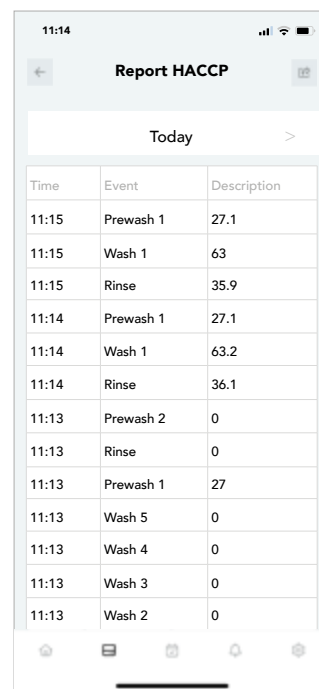 11:14
Report HACCP
Today >
Time Event Description
11:15 Prewash 1 27.1
11:15 Wash 1 63
11:15 Rinse 35.9
11:14 Prewash 1 27.1
11:14 Wash 1 63.2
11:14 Rinse 36.1
11:13 Prewash 2 0
11:13 Rinse 0
11:13 Prewash 1 27
11:13 Wash 5 0
11:13 Wash 4 0
11:13 Wash 3 0
11:13 Wash 2 0